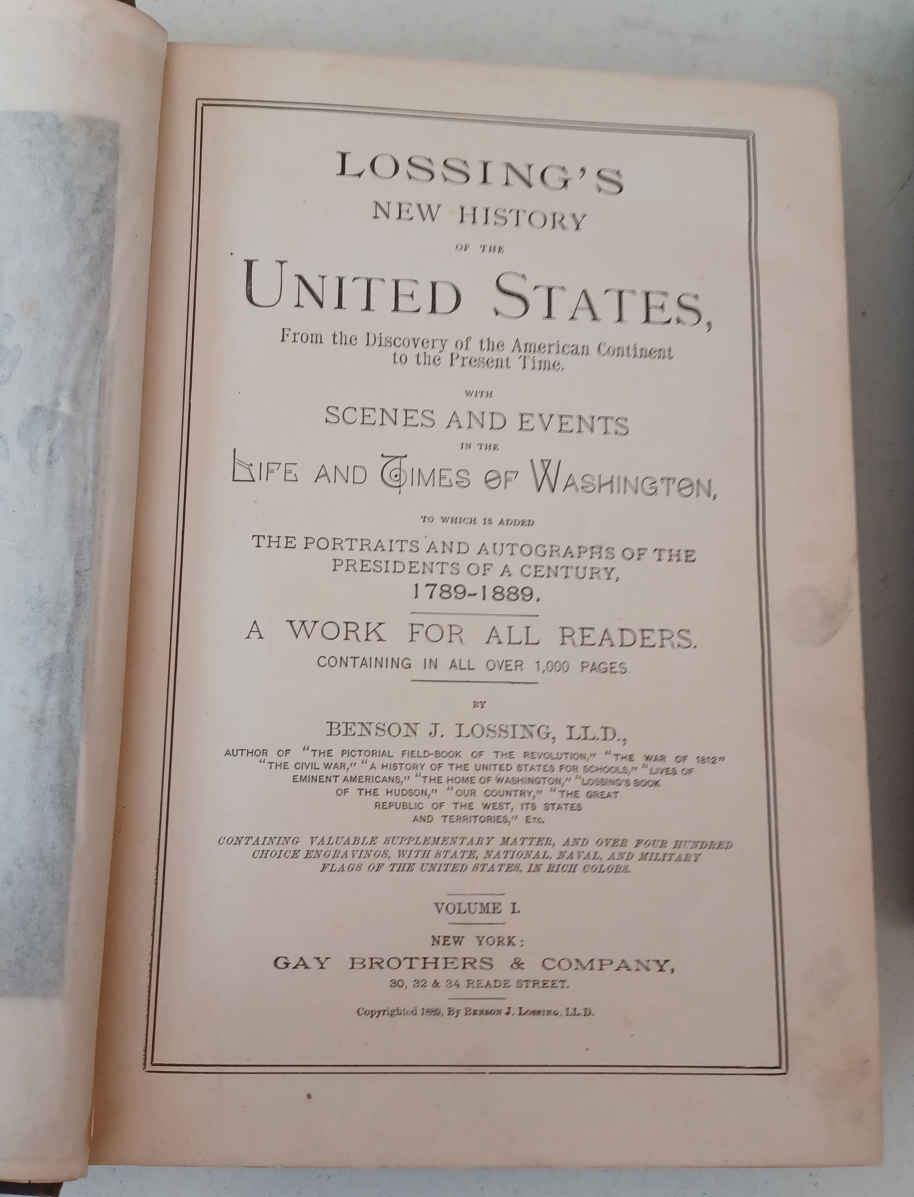 LOSSING'S
NEW HISTORY
OF THE
UNITED STATES,
From the Discovery of the American Continent
to the Present Time,
WITH
SCENES AND EVENTS
IN THE
LIFE AND TIMES OF WASHINGTON,
TO WHICH IS ADDED
THE PORTRAITS AND AUTOGRAPHS OF THE
PRESIDENTS OF A CENTURY,
1789-1889.
A WORK FOR ALL READERS.
CONTAINING IN ALL OVER 1,000 PAGES
BY
BENSON J. LOSSING, LL.D.,
AUTHOR OF "THE PICTORIAL FIELD-BOOK OF THE REVOLUTION," "THE WAR OF 1812"
"THE CIVIL WAR," "A HISTORY OF THE UNITED STATES FOR SCHOOLS," "LIVES OF
EMINENT AMERICANS," "THE HOME OF WASHINGTON," "LOSSING'S BOOK
OF THE HUDSON," "OUR COUNTRY," "THE GREAT
REPUBLIC OF THE WEST, ITS STATES
AND TERRITORIES," ETC.
CONTAINING VALUABLE SUPPLEMENTARY MATTER, AND OVER FOUR HUNDRED
CHOICE ENGRAVINGS, WITH STATE, NATIONAL, NAVAL, AND MILITARY
FLAGS OF THE UNITED STATES, IN RICH COLORS.
VOLUME I.
NEW YORK:
GAY BROTHERS & COMPANY,
30, 32 & 34 READE STREET.
Copyrighted 1889, By BENSON J. LOSSING, LL.D.